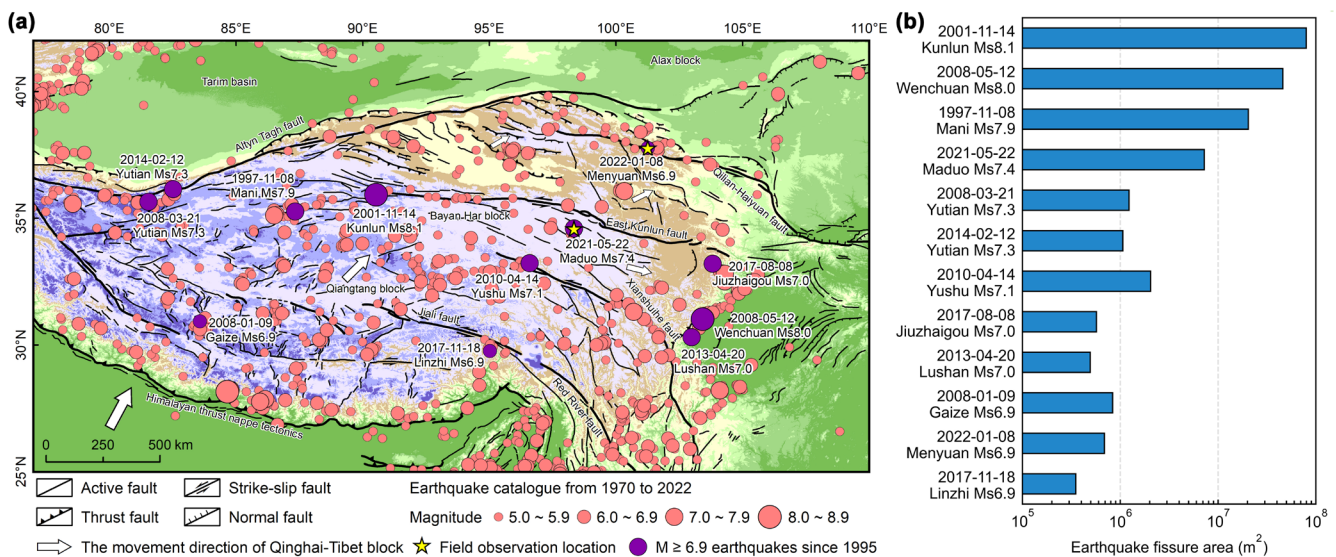 (a)
80°E
85°E
90°E
95°E
100°E
105°E
110°E
40°N
35°N
30°N
25°N
Tarim basin
Alax block
Altyn Tagh fault
2014-02-12
Yutian Ms7.3
1997-11-08
Mani Ms7.9
2022-01-08
Menyuan Ms6.9
Qilian-Haiyuan fault
2008-03-21
Yutian Ms7.3
2001-11-14
Kunlun Ms8.1
Bayan Har block
East Kunlun fault
2021-05-22
Maduo Ms7.4
2017-08-08
Jiuzhaigou Ms7.0
2010-04-14
Yushu Ms7.1
Qiangtang block
Xianshuihe fault
Jiali fault
2008-01-09
Gaize Ms6.9
2008-05-12
Wenchuan Ms8.0
2017-11-18
Linzhi Ms6.9
2013-04-20
Lushan Ms7.0
Red River fault
Himalayan thrust nappe tectonics
0 250 500 km
Active fault
Strike-slip fault
Thrust fault
Normal fault
The movement direction of Qinghai-Tibet block
Earthquake catalogue from 1970 to 2022
Magnitude 5.0 ~ 5.9 6.0 ~ 6.9 7.0 ~ 7.9 8.0 ~ 8.9
Field observation location
M ≥ 6.9 earthquakes since 1995
(b)
2001-11-14
Kunlun Ms8.1
2008-05-12
Wenchuan Ms8.0
1997-11-08
Mani Ms7.9
2021-05-22
Maduo Ms7.4
2008-03-21
Yutian Ms7.3
2014-02-12
Yutian Ms7.3
2010-04-14
Yushu Ms7.1
2017-08-08
Jiuzhaigou Ms7.0
2013-04-20
Lushan Ms7.0
2008-01-09
Gaize Ms6.9
2022-01-08
Menyuan Ms6.9
2017-11-18
Linzhi Ms6.9
10⁵ 10⁶ 10⁷ 10⁸
Earthquake fissure area (m²)